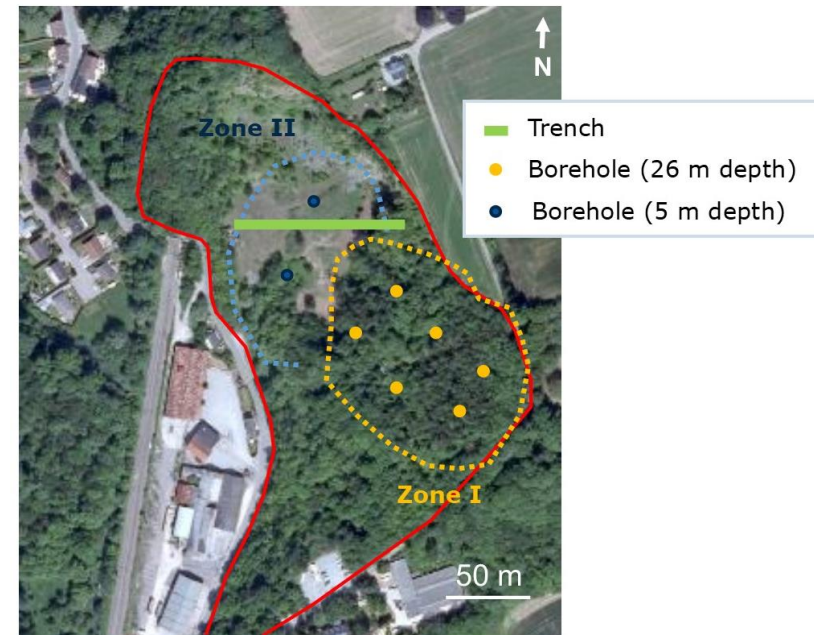 N
Zone II
Trench
Borehole (26 m depth)
Borehole (5 m depth)
Zone I
50 m